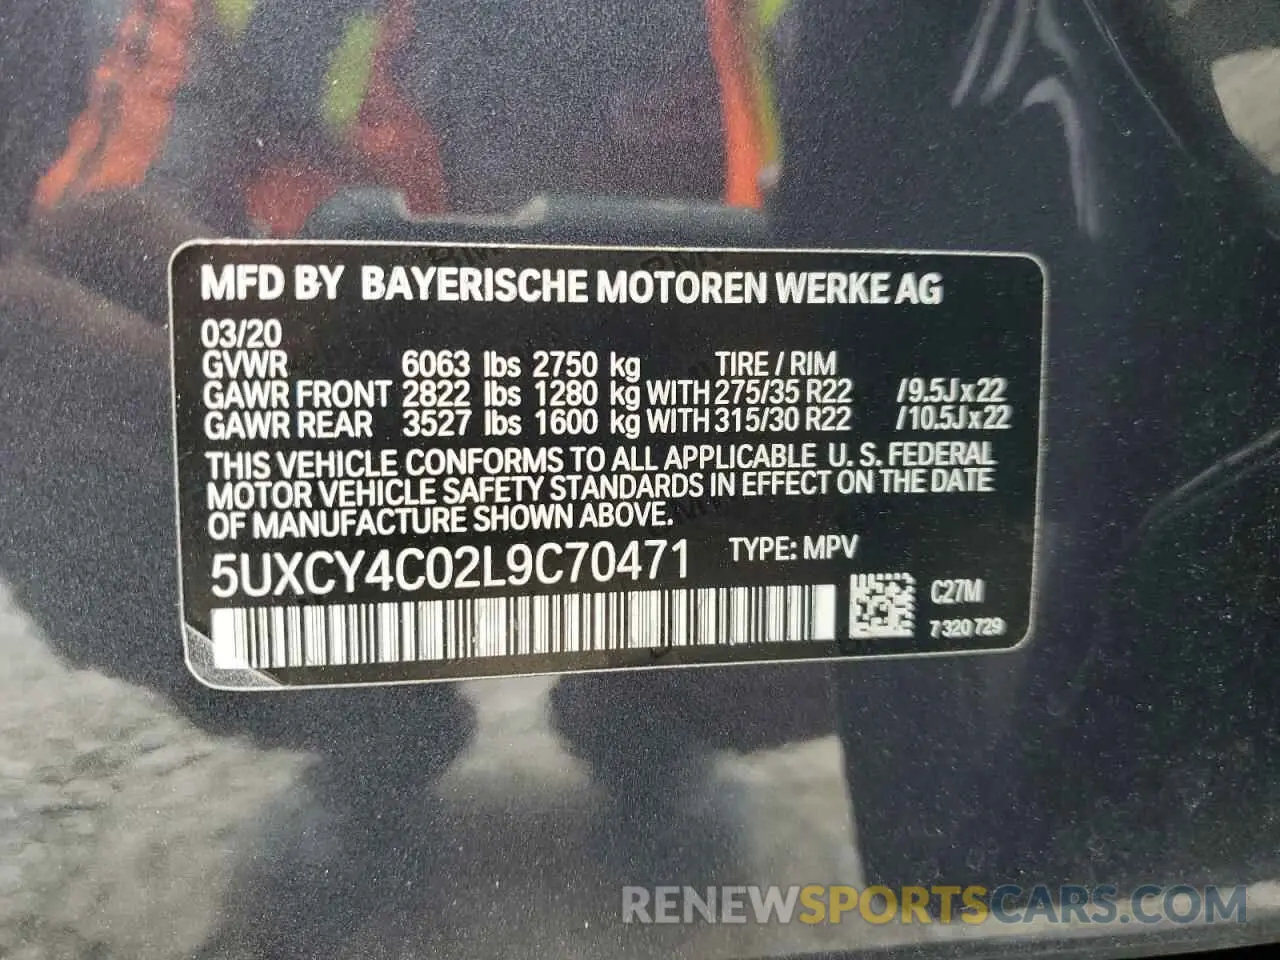 MFD BY BAYERISCHE MOTOREN WERKE AG
03/20
GVWR 6063 lbs 2750 kg TIRE / RIM
GAWR FRONT 2822 lbs 1280 kg WITH 275/35 R22 /9.5Jx22
GAWR REAR 3527 lbs 1600 kg WITH 315/30 R22 /10.5Jx22
THIS VEHICLE CONFORMS TO ALL APPLICABLE U. S. FEDERAL
MOTOR VEHICLE SAFETY STANDARDS IN EFFECT ON THE DATE
OF MANUFACTURE SHOWN ABOVE.
5UXCY4C02L9C70471 TYPE: MPV
C27M
7 320 729
RENEWSPORTSCARS.COM